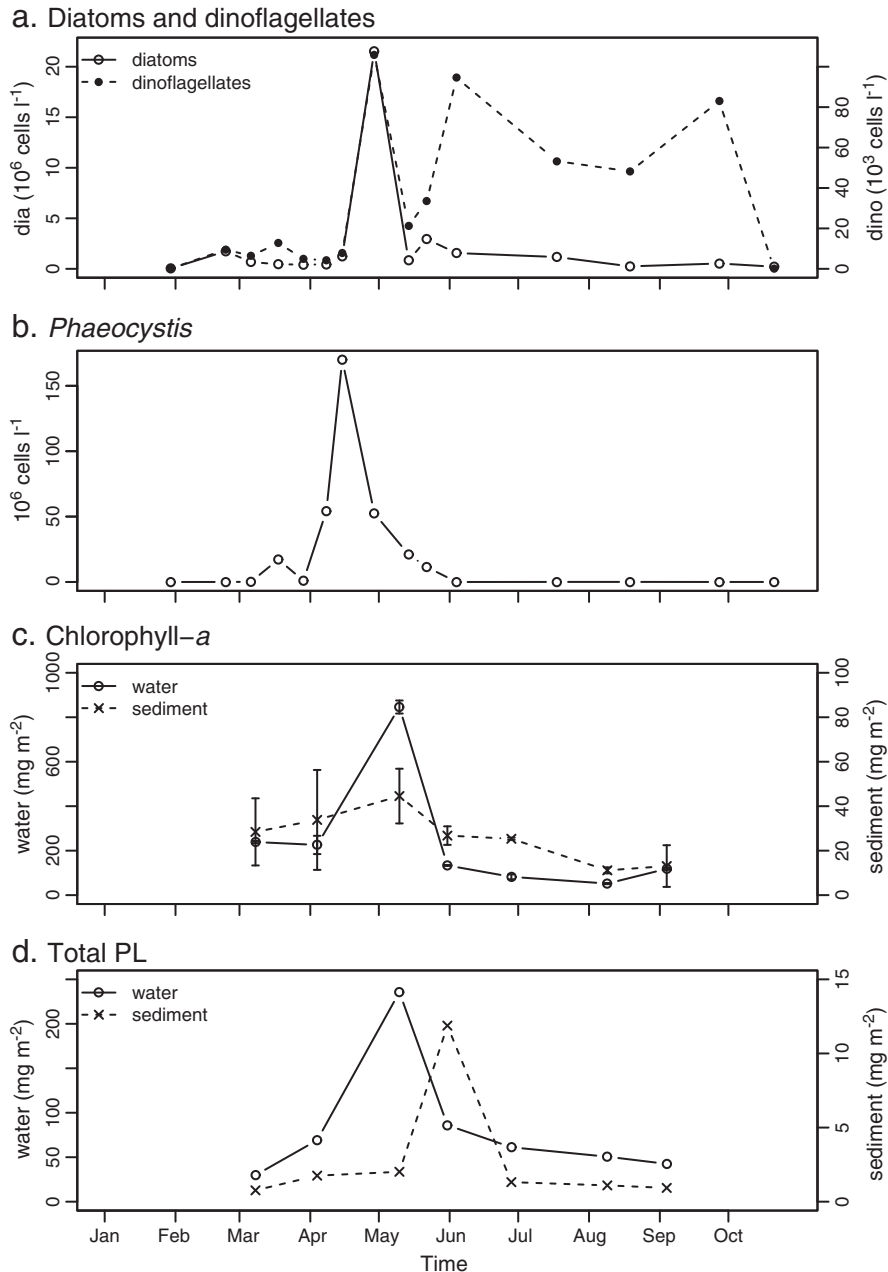 a. Diatoms and dinoflagellates
diatoms
dinoflagellates
dia (10⁶ cells l⁻¹)
0 5 10 15 20
dino (10³ cells l⁻¹)
0 20 40 60 80
b. Phaeocystis
10⁶ cells l⁻¹
0 50 100 150
c. Chlorophyll−a
water
sediment
water (mg m⁻²)
0 200 600 1000
sediment (mg m⁻²)
0 20 40 60 80 100
d. Total PL
water
sediment
water (mg m⁻²)
0 50 100 200
sediment (mg m⁻²)
0 5 10 15
Jan Feb Mar Apr May Jun Jul Aug Sep Oct
Time